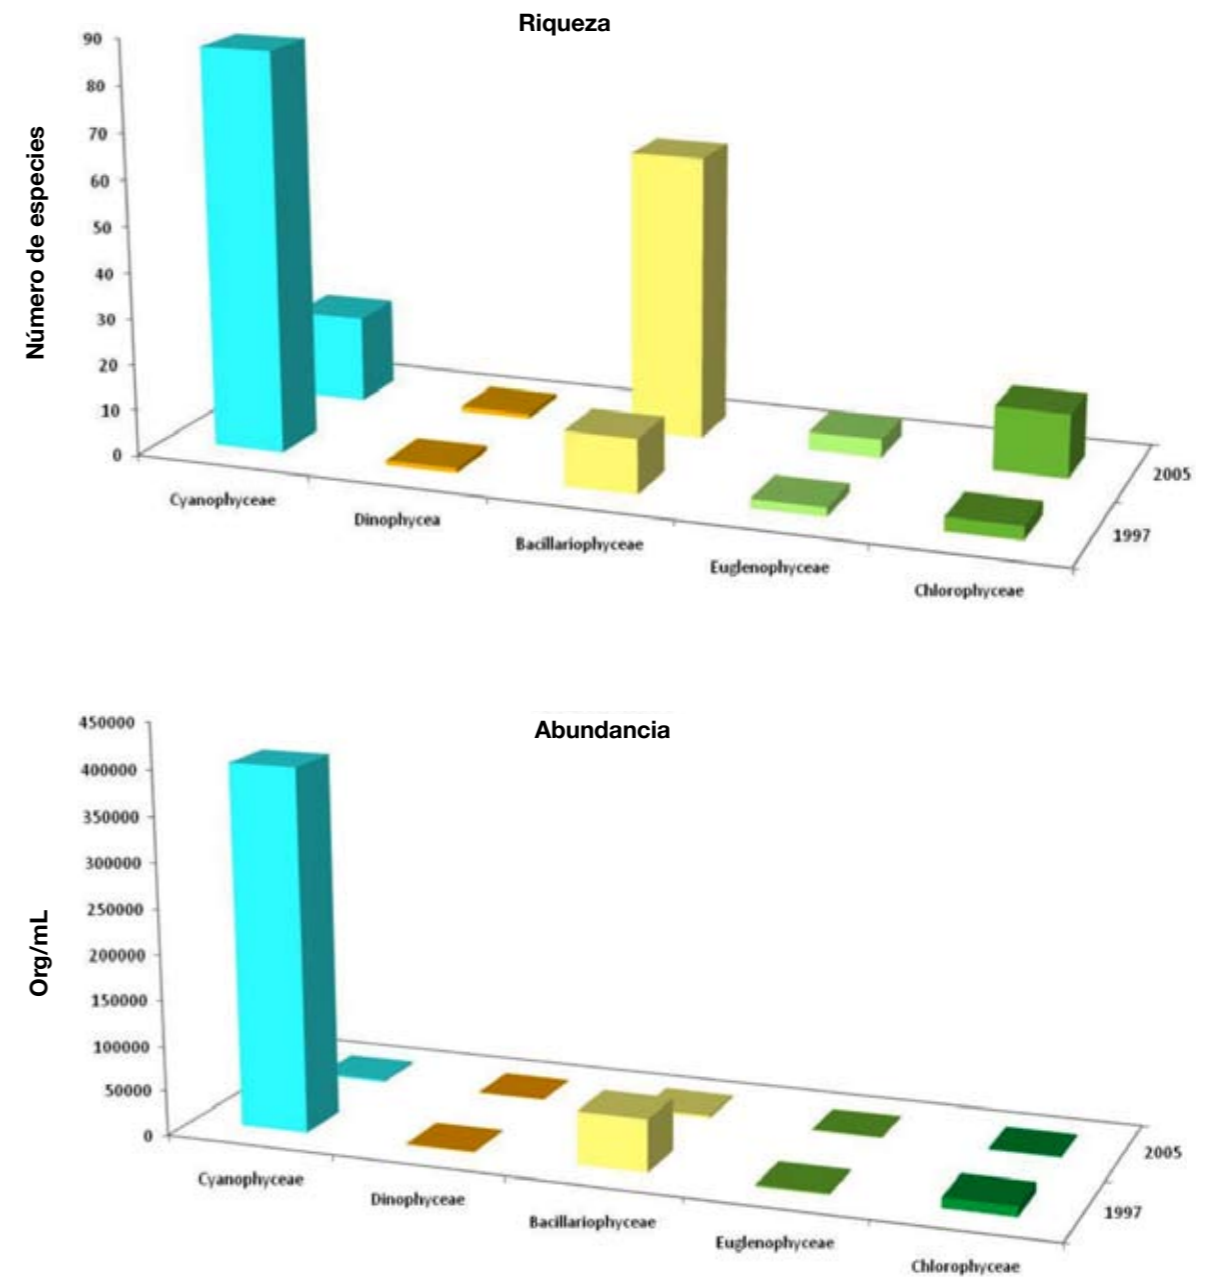 Riqueza
90
80
70
60
50
40
30
20
10
0
Número de especies
Cyanophyceae
Dinophycea
Bacillariophyceae
Euglenophyceae
Chlorophyceae
2005
1997
Abundancia
450000
400000
350000
300000
250000
200000
150000
100000
50000
0
Org/mL
Cyanophyceae
Dinophyceae
Bacillariophyceae
Euglenophyceae
Chlorophyceae
2005
1997